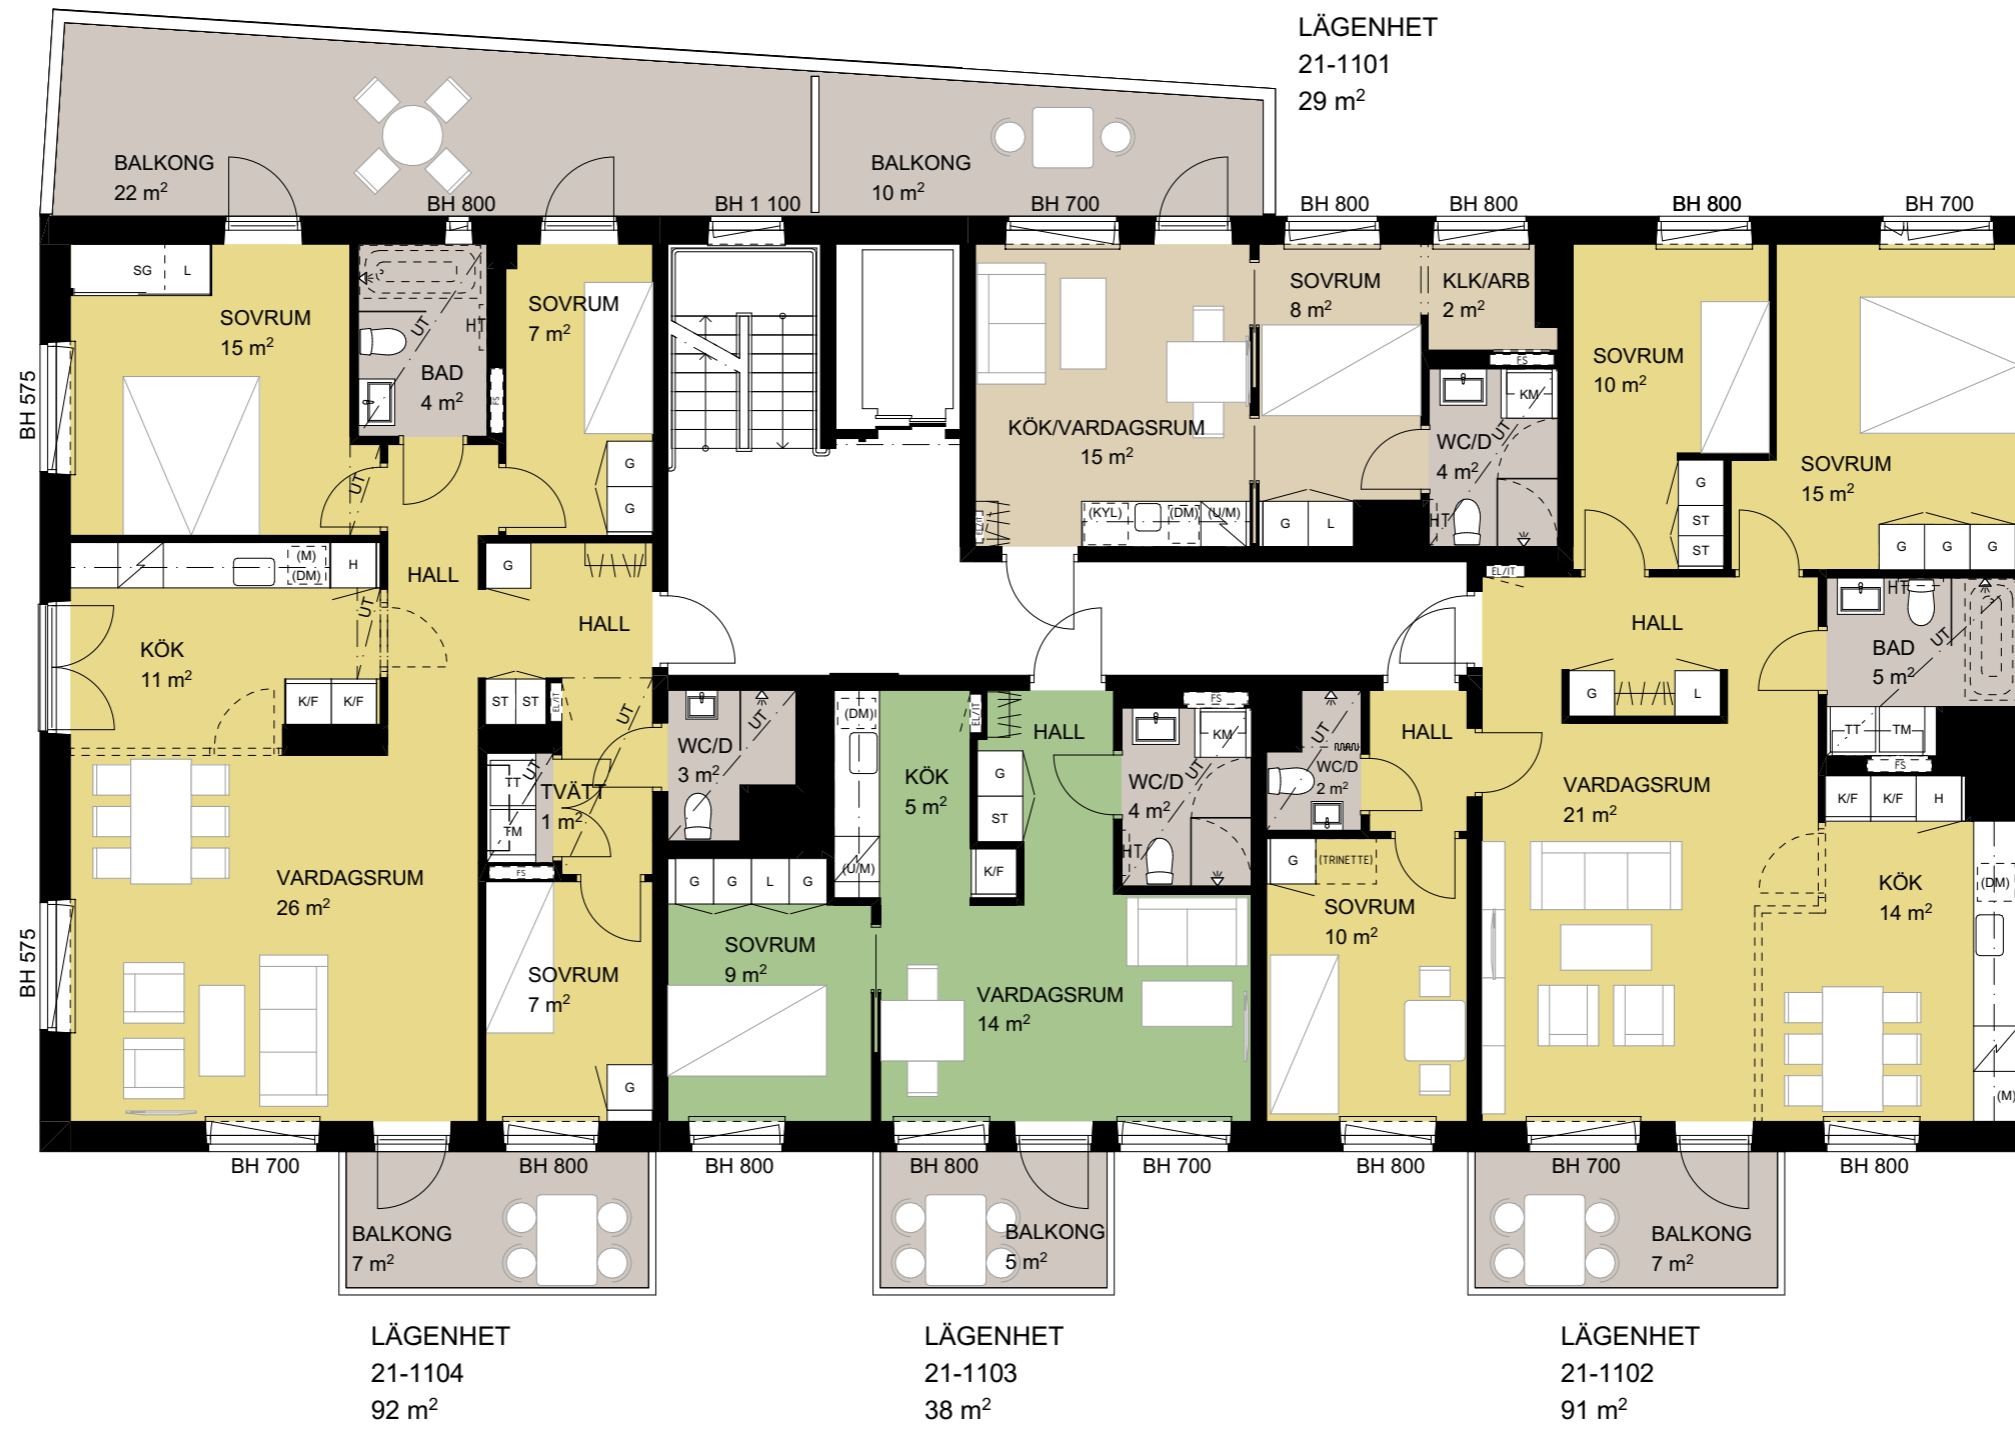 LÄGENHET
21-1101
29 m²
BALKONG
22 m²
BALKONG
10 m²
BH 800
BH 1 100
BH 700
BH 800
BH 800
BH 800
BH 700
SG
L
SOVRUM
15 m²
BH 575
UT
HT
BAD
4 m²
FS
UT
SOVRUM
7 m²
G
G
KÖK/VARDAGSRUM
15 m²
EL/IT
(KYL)
(DM)
(U/M)
SOVRUM
8 m²
G
L
KLK/ARB
2 m²
FS
KM
WC/D
4 m²
UT
HT
SOVRUM
10 m²
G
ST
ST
SOVRUM
15 m²
G
G
G
(M)
(DM)
H
HALL
G
UT
KÖK
11 m²
K/F
K/F
HALL
ST
ST
EL/IT
UT
WC/D
3 m²
UT
TVÄTT
1 m²
TT
TM
UT
FS
VARDAGSRUM
26 m²
BH 575
SOVRUM
7 m²
G
G
G
L
G
SOVRUM
9 m²
(DM)
KÖK
5 m²
(U/M)
EL/IT
HALL
G
ST
K/F
FS
KM
WC/D
4 m²
UT
HT
VARDAGSRUM
14 m²
UT
WC/D
2 m²
HALL
G
(TRINETTE)
SOVRUM
10 m²
EL/IT
HALL
G
L
VARDAGSRUM
21 m²
HT
BAD
5 m²
UT
TT
TM
FS
K/F
K/F
H
KÖK
14 m²
(DM)
(M)
BH 700
BH 800
BH 800
BH 800
BH 700
BH 800
BH 700
BH 800
BALKONG
7 m²
BALKONG
5 m²
BALKONG
7 m²
LÄGENHET
21-1104
92 m²
LÄGENHET
21-1103
38 m²
LÄGENHET
21-1102
91 m²